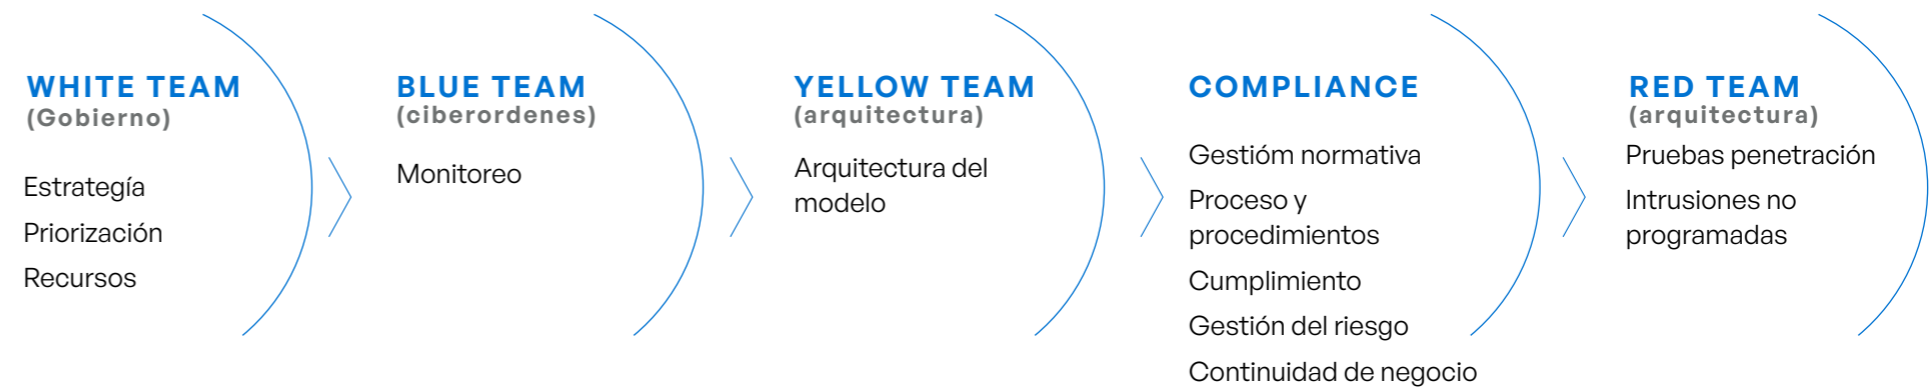 WHITE TEAM
(Gobierno)
Estrategía
Priorización
Recursos
BLUE TEAM
(ciberordenes)
Monitoreo
YELLOW TEAM
(arquitectura)
Arquitectura del
modelo
COMPLIANCE
Gestióm normativa
Proceso y
procedimientos
Cumplimiento
Gestión del riesgo
Continuidad de negocio
RED TEAM
(arquitectura)
Pruebas penetración
Intrusiones no
programadas